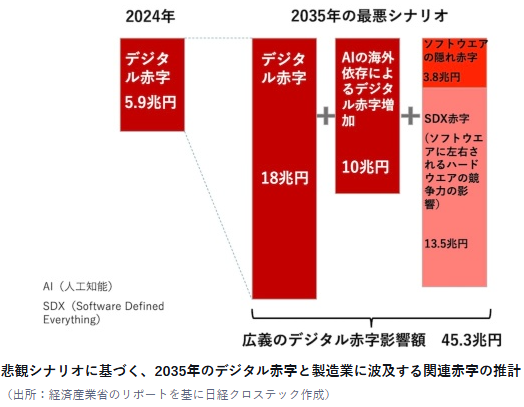 2024年
2035年の最悪シナリオ
デジタル
赤字
5.9兆円
デジタル
赤字
18兆円
+
AIの海外
依存によ
るデジタ
ル赤字増
加
10兆円
+
ソフトウエア
の隠れ赤字
3.8兆円
SDX赤字
(ソフトウ
エアに左右さ
れるハード
ウエアの競
争力の影
響)
13.5兆円
AI(人工知能)
SDX(Software Defined
Everything)
広義のデジタル赤字影響額 45.3兆円
悲観シナリオに基づく、2035年のデジタル赤字と製造業に波及する関連赤字の推計
(出所:経済産業省のリポートを基に日経クロステック作成)